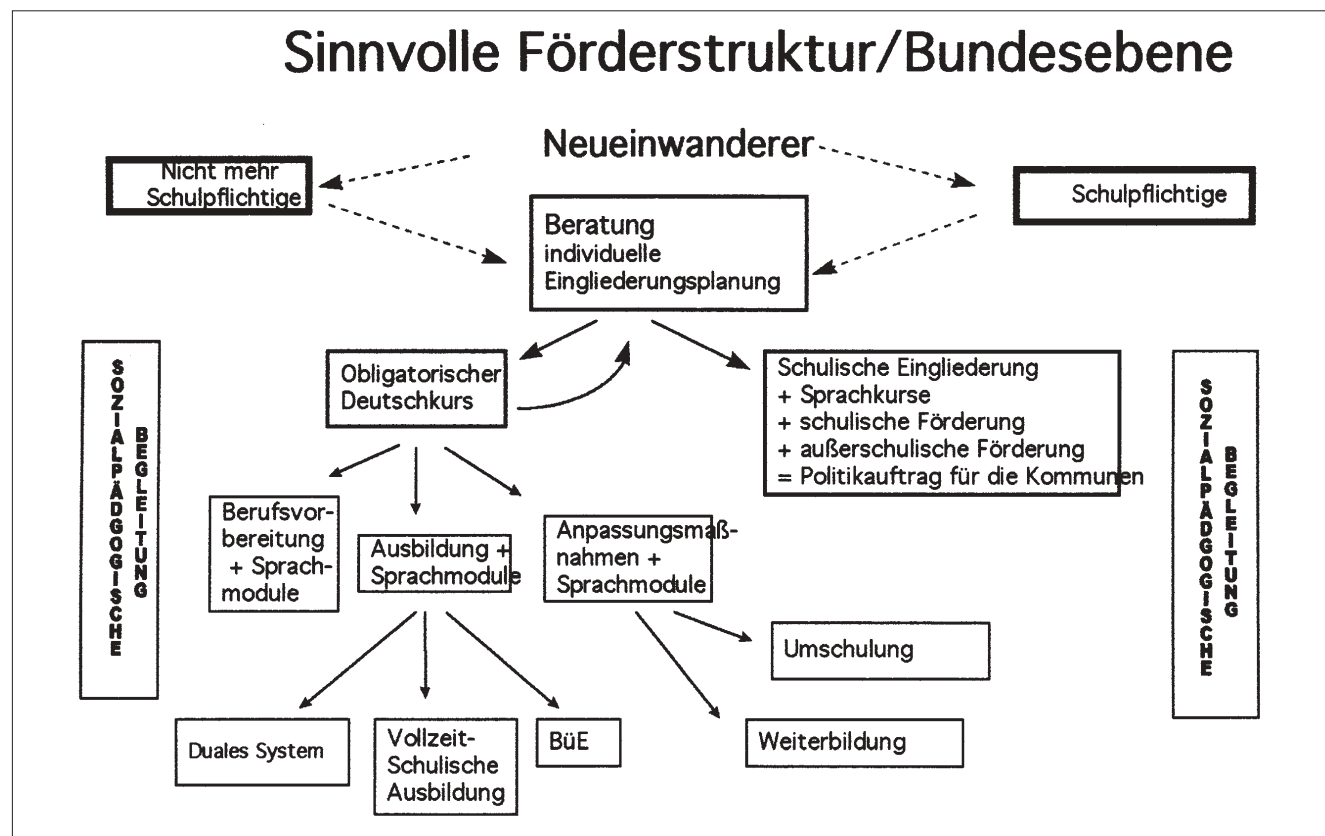 Sinnvolle Förderstruktur/Bundesebene
Neueinwanderer
Nicht mehr
Schulpflichtige
Schulpflichtige
Beratung
individuelle
Eingliederungsplanung
SOZIALPÄDGOGISCHE
BEGLEITUNG
Obligatorischer
Deutschkurs
Schulische Eingliederung
+ Sprachkurse
+ schulische Förderung
+ außerschulische Förderung
= Politikauftrag für die Kommunen
SOZIALPÄDGOGISCHE
BEGLEITUNG
Berufsvor-
bereitung
+ Sprach-
module
Ausbildung +
Sprachmodule
Anpassungsmaß-
nahmen +
Sprachmodule
Umschulung
Duales System
Vollzeit-
Schulische
Ausbildung
BüE
Weiterbildung